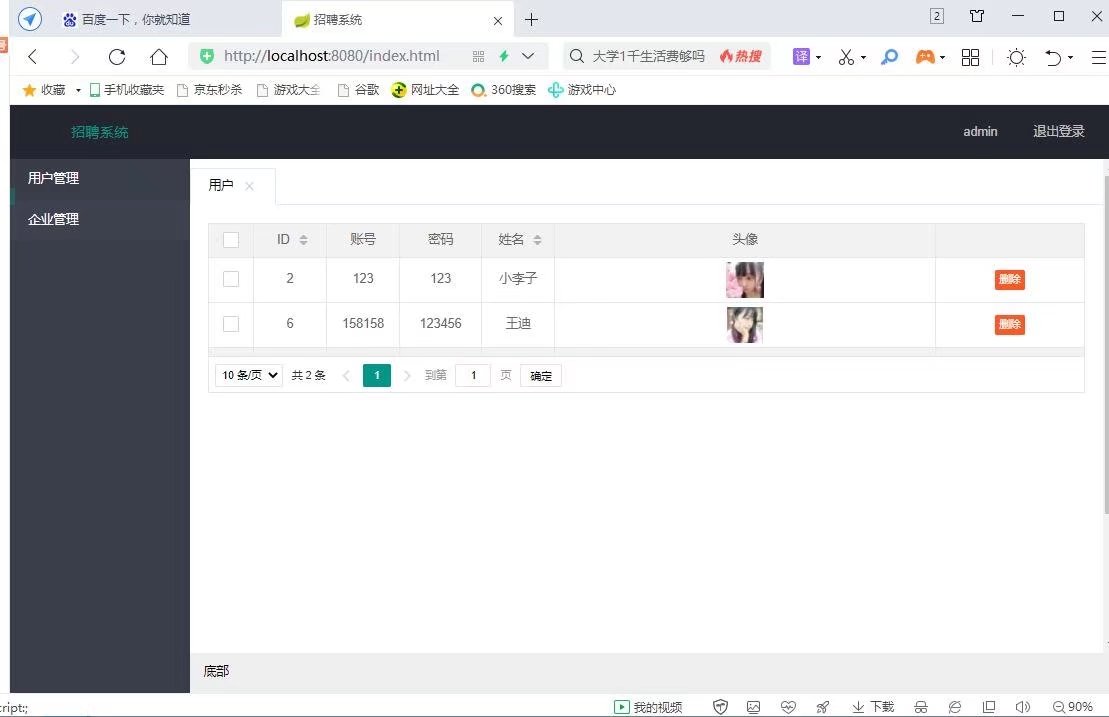 百度一下，你就知道
招聘系统
2
http://localhost:8080/index.html
大学1千生活费够吗
热搜
译
收藏
手机收藏夹
京东秒杀
游戏大全
谷歌
网址大全
360搜索
游戏中心
招聘系统
admin
退出登录
用户管理
企业管理
用户
ID 账号 密码 姓名 头像
2 123 123 小李子 删除
6 158158 123456 王迪 删除
10 条/页 共 2 条 1 到第 1 页 确定
底部
cript:;
我的视频
下载
90%